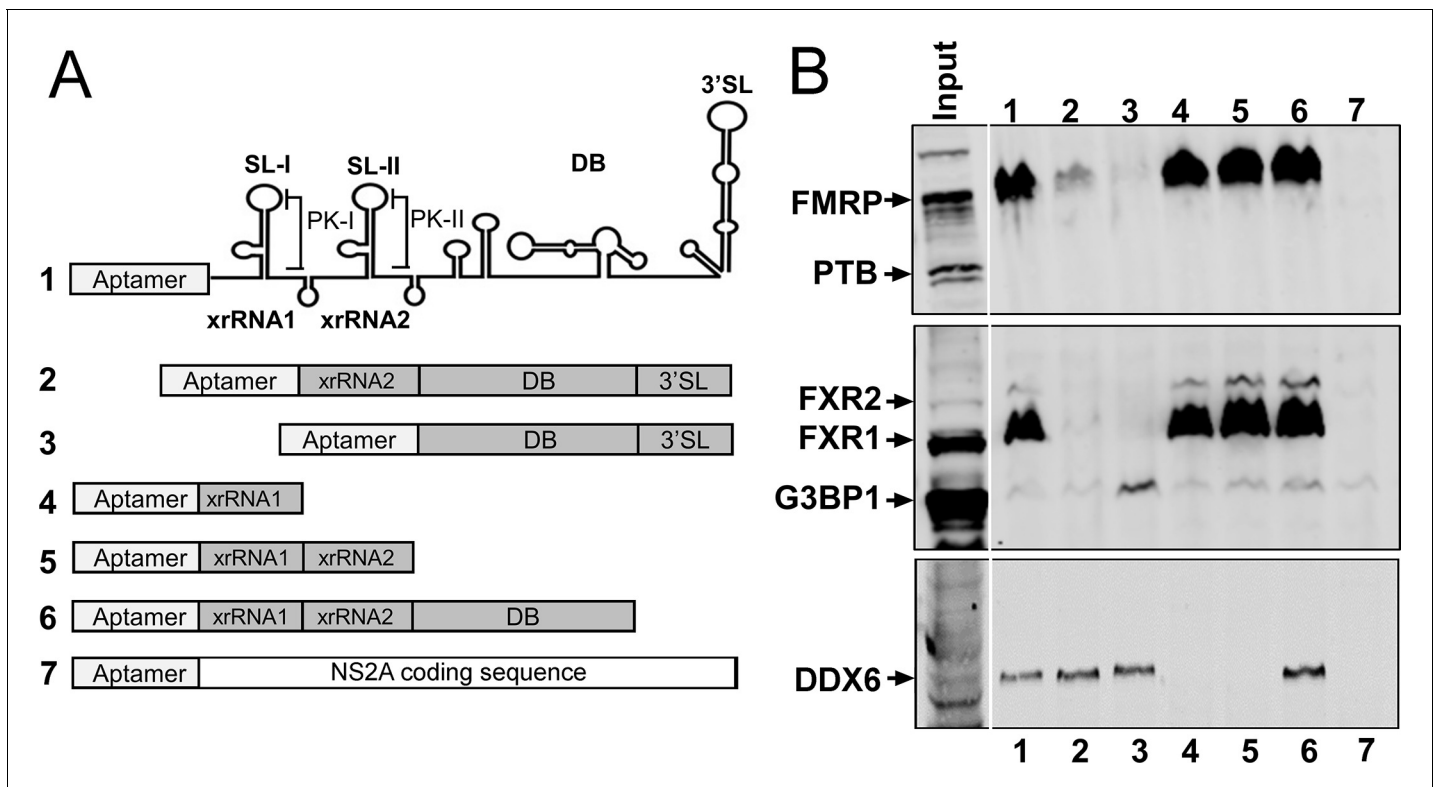 A
3'SL
SL-I
SL-II
DB
PK-I
PK-II
1
Aptamer
xrRNA1
xrRNA2
2
Aptamer
xrRNA2
DB
3'SL
3
Aptamer
DB
3'SL
4
Aptamer
xrRNA1
5
Aptamer
xrRNA1
xrRNA2
6
Aptamer
xrRNA1
xrRNA2
DB
7
Aptamer
NS2A coding sequence
B
Input
1 2 3 4 5 6 7
FMRP
PTB
FXR2
FXR1
G3BP1
DDX6
1 2 3 4 5 6 7